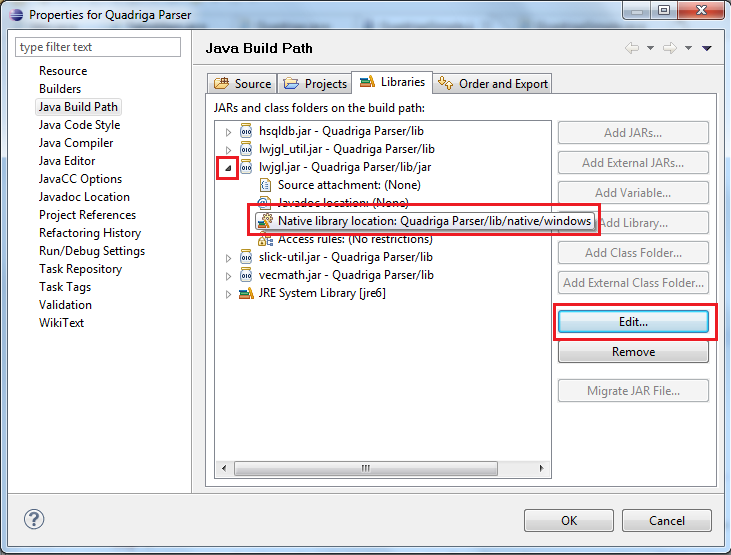 Properties for Quadriga Parser
type filter text
Resource
Builders
Java Build Path
Java Code Style
Java Compiler
Java Editor
JavaCC Options
Javadoc Location
Project References
Refactoring History
Run/Debug Settings
Task Repository
Task Tags
Validation
WikiText
Java Build Path
Source Projects Libraries Order and Export
JARs and class folders on the build path:
hsqldb.jar - Quadriga Parser/lib
lwjgl_util.jar - Quadriga Parser/lib
lwjgl.jar - Quadriga Parser/lib/jar
Source attachment: (None)
Javadoc location: (None)
Native library location: Quadriga Parser/lib/native/windows
Access rules: (No restrictions)
slick-util.jar - Quadriga Parser/lib
vecmath.jar - Quadriga Parser/lib
JRE System Library [jre6]
Add JARs...
Add External JARs...
Add Variable...
Add Library...
Add Class Folder...
Add External Class Folder...
Edit...
Remove
Migrate JAR File...
OK
Cancel